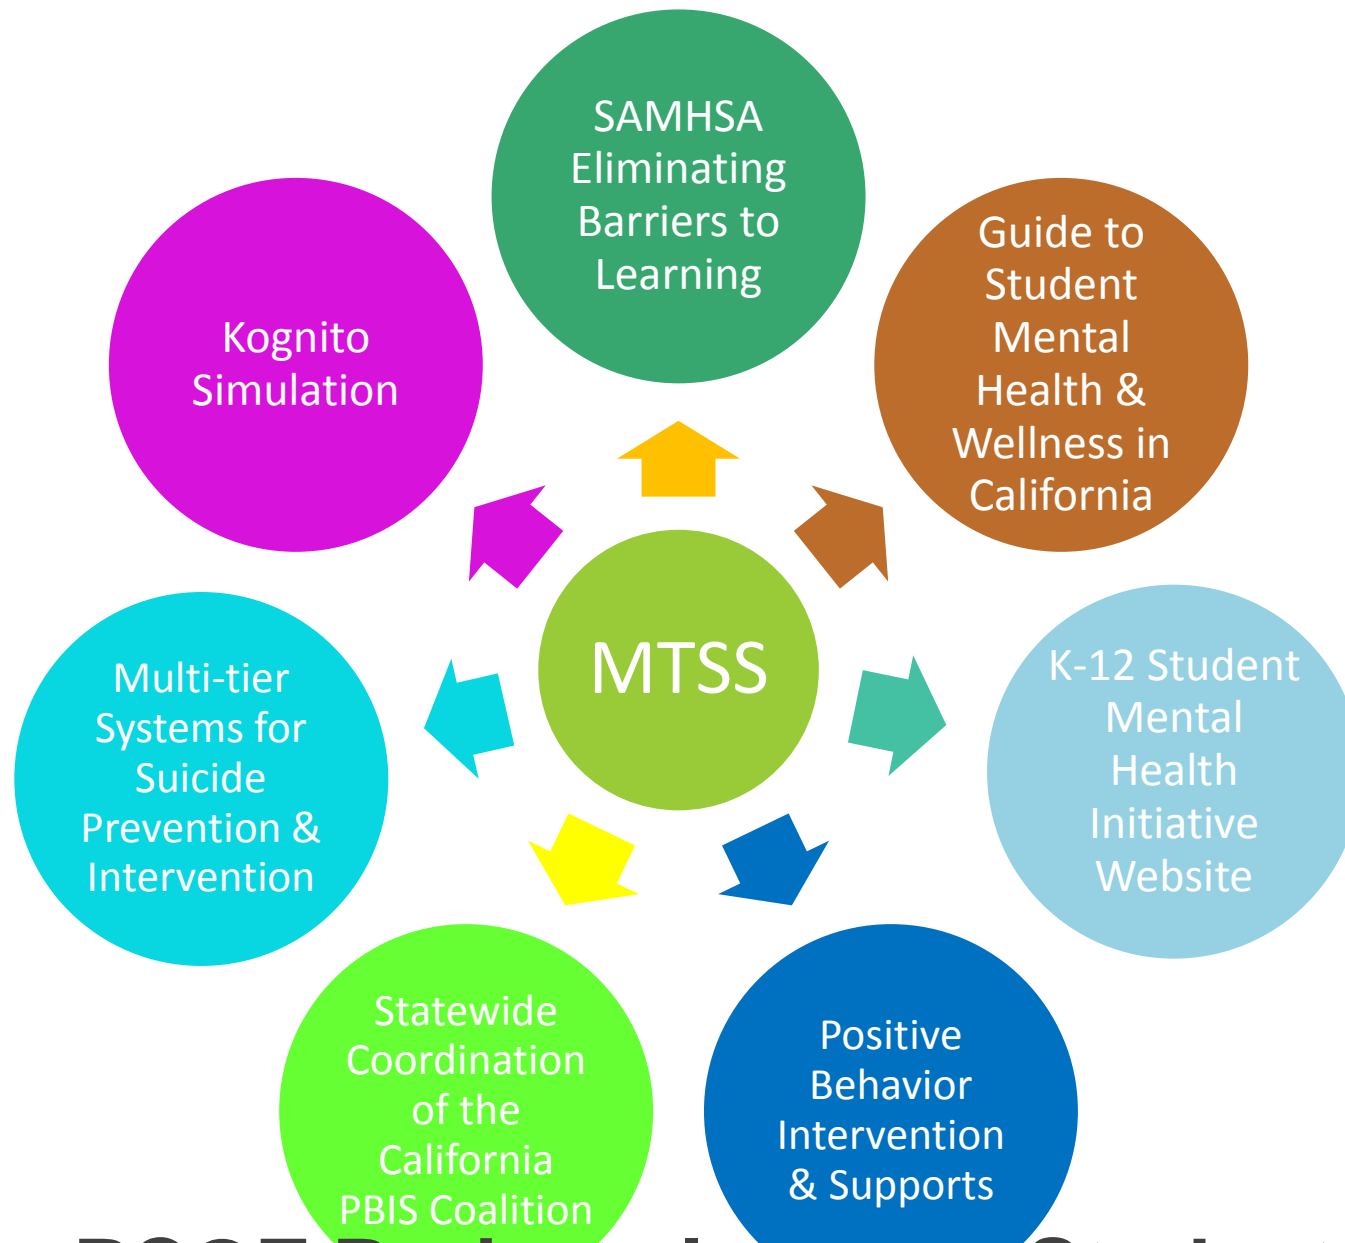 SAMHSA
Eliminating
Barriers to
Learning
Guide to
Student
Mental
Health &
Wellness in
California
K-12 Student
Mental
Health
Initiative
Website
Positive
Behavior
Intervention
& Supports
Statewide
Coordination
of the
California
PBIS Coalition
Multi-tier
Systems for
Suicide
Prevention &
Intervention
Kognito
Simulation
MTSS